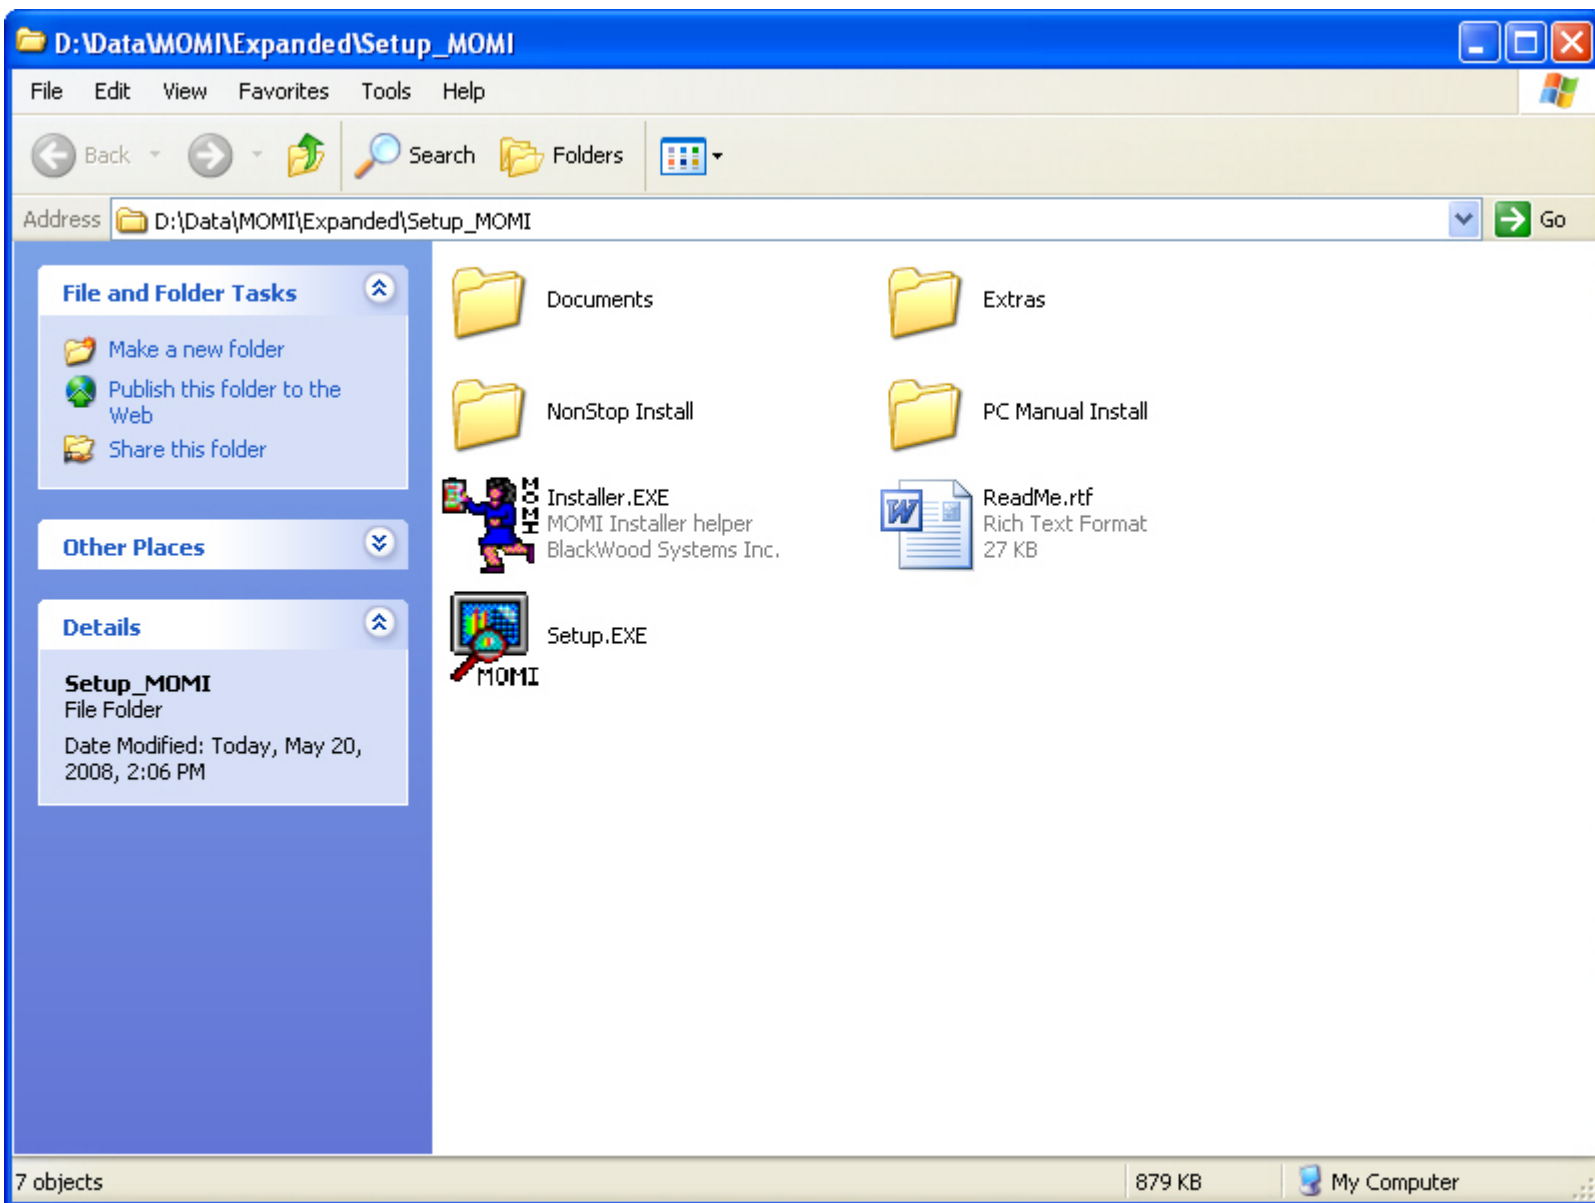 D:\Data\MOMI\Expanded\Setup_MOMI
File Edit View Favorites Tools Help
Back Search Folders
Address D:\Data\MOMI\Expanded\Setup_MOMI Go
File and Folder Tasks
Make a new folder
Publish this folder to the
Web
Share this folder
Other Places
Details
Setup_MOMI
File Folder
Date Modified: Today, May 20,
2008, 2:06 PM
Documents
Extras
NonStop Install
PC Manual Install
MOMI
Installer.EXE
MOMI Installer helper
BlackWood Systems Inc.
W
ReadMe.rtf
Rich Text Format
27 KB
MOMI
Setup.EXE
7 objects 879 KB My Computer